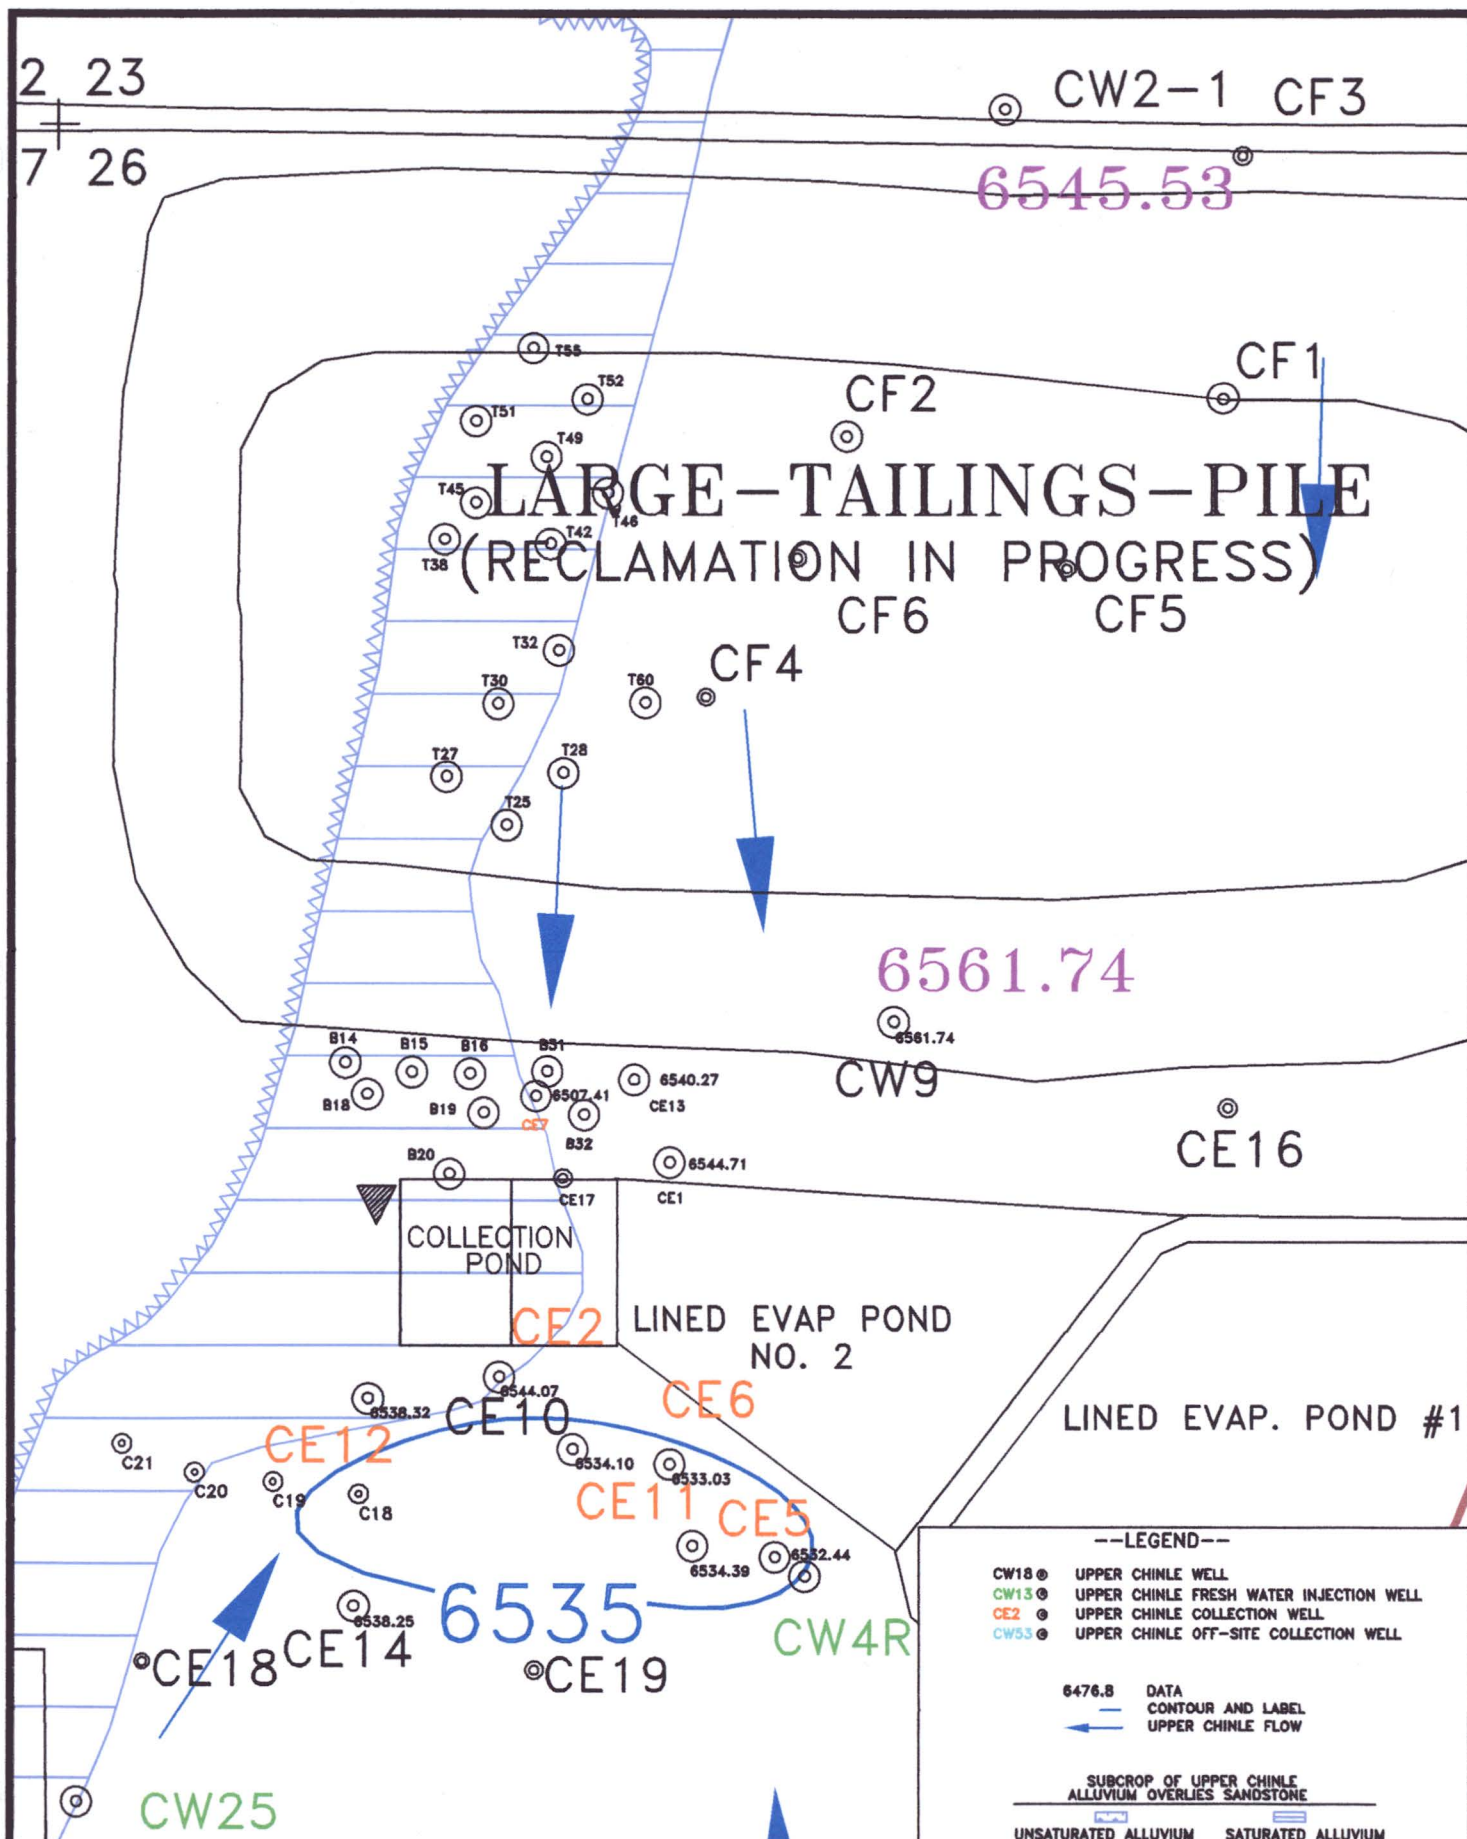 2 23
CW2-1 CF3
7 26
6545.53
CF1
T55
T52
CF2
T51
T49
LARGE-TAILINGS-PILE
T45
T46
T42
T38
(RECLAMATION IN PROGRESS)
CF6
CF5
T32
CF4
T30
T60
T27
T28
T25
6561.74
6561.74
B14
B15
B16
B31
CW9
6540.27
CE13
B18
B19
6507.41
CE7
B32
CE16
B20
6544.71
CE17
CE1
COLLECTION
POND
CE2
LINED EVAP POND
NO. 2
6544.07
CE6
6538.32
CE10
LINED EVAP. POND #1
CE12
C21
6534.10
6533.03
C20
C19
C18
CE11
CE5
6532.44
6534.39
6535
6538.25
CE14
CW4R
CE18
CE19
CW25
--LEGEND--
CW18 UPPER CHINLE WELL
CW13 UPPER CHINLE FRESH WATER INJECTION WELL
CE2 UPPER CHINLE COLLECTION WELL
CW53 UPPER CHINLE OFF-SITE COLLECTION WELL
6476.8 DATA
CONTOUR AND LABEL
UPPER CHINLE FLOW
SUBCROP OF UPPER CHINLE
ALLUVIUM OVERLIES SANDSTONE
UNSATURATED ALLUVIUM SATURATED ALLUVIUM